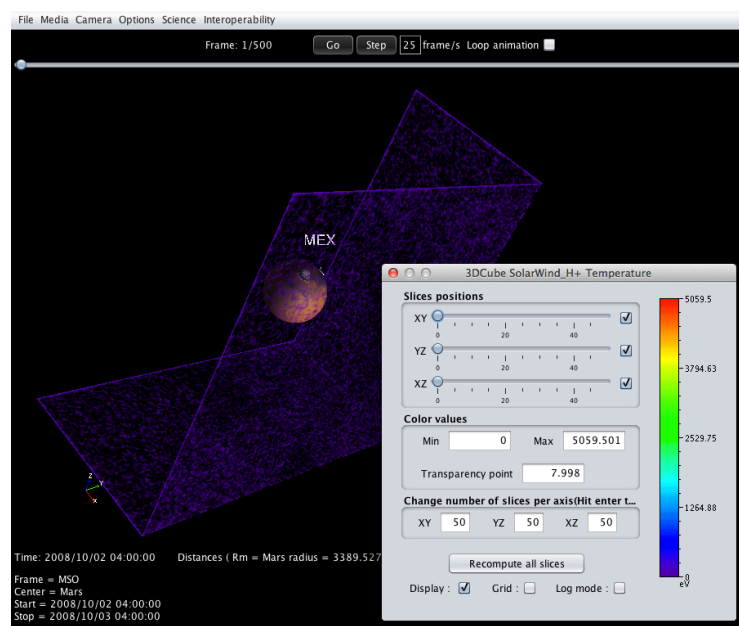 File Media Camera Options Science Interoperability
Frame: 1/500 Go Step 25 frame/s Loop animation
MEX
3DCube SolarWind_H+ Temperature
Slices positions
XY
0 20 40
YZ
0 20 40
XZ
0 20 40
Color values
Min 0 Max 5059.501
Transparency point 7.998
Change number of slices per axis(Hit enter t...
XY 50 YZ 50 XZ 50
Recompute all slices
Display : Grid : Log mode :
5059.5
3794.63
2529.75
1264.88
0
eV
Z
Y
X
Time: 2008/10/02 04:00:00 Distances ( Rm = Mars radius = 3389.527
Frame = MSO
Center = Mars
Start = 2008/10/02 04:00:00
Stop = 2008/10/03 04:00:00